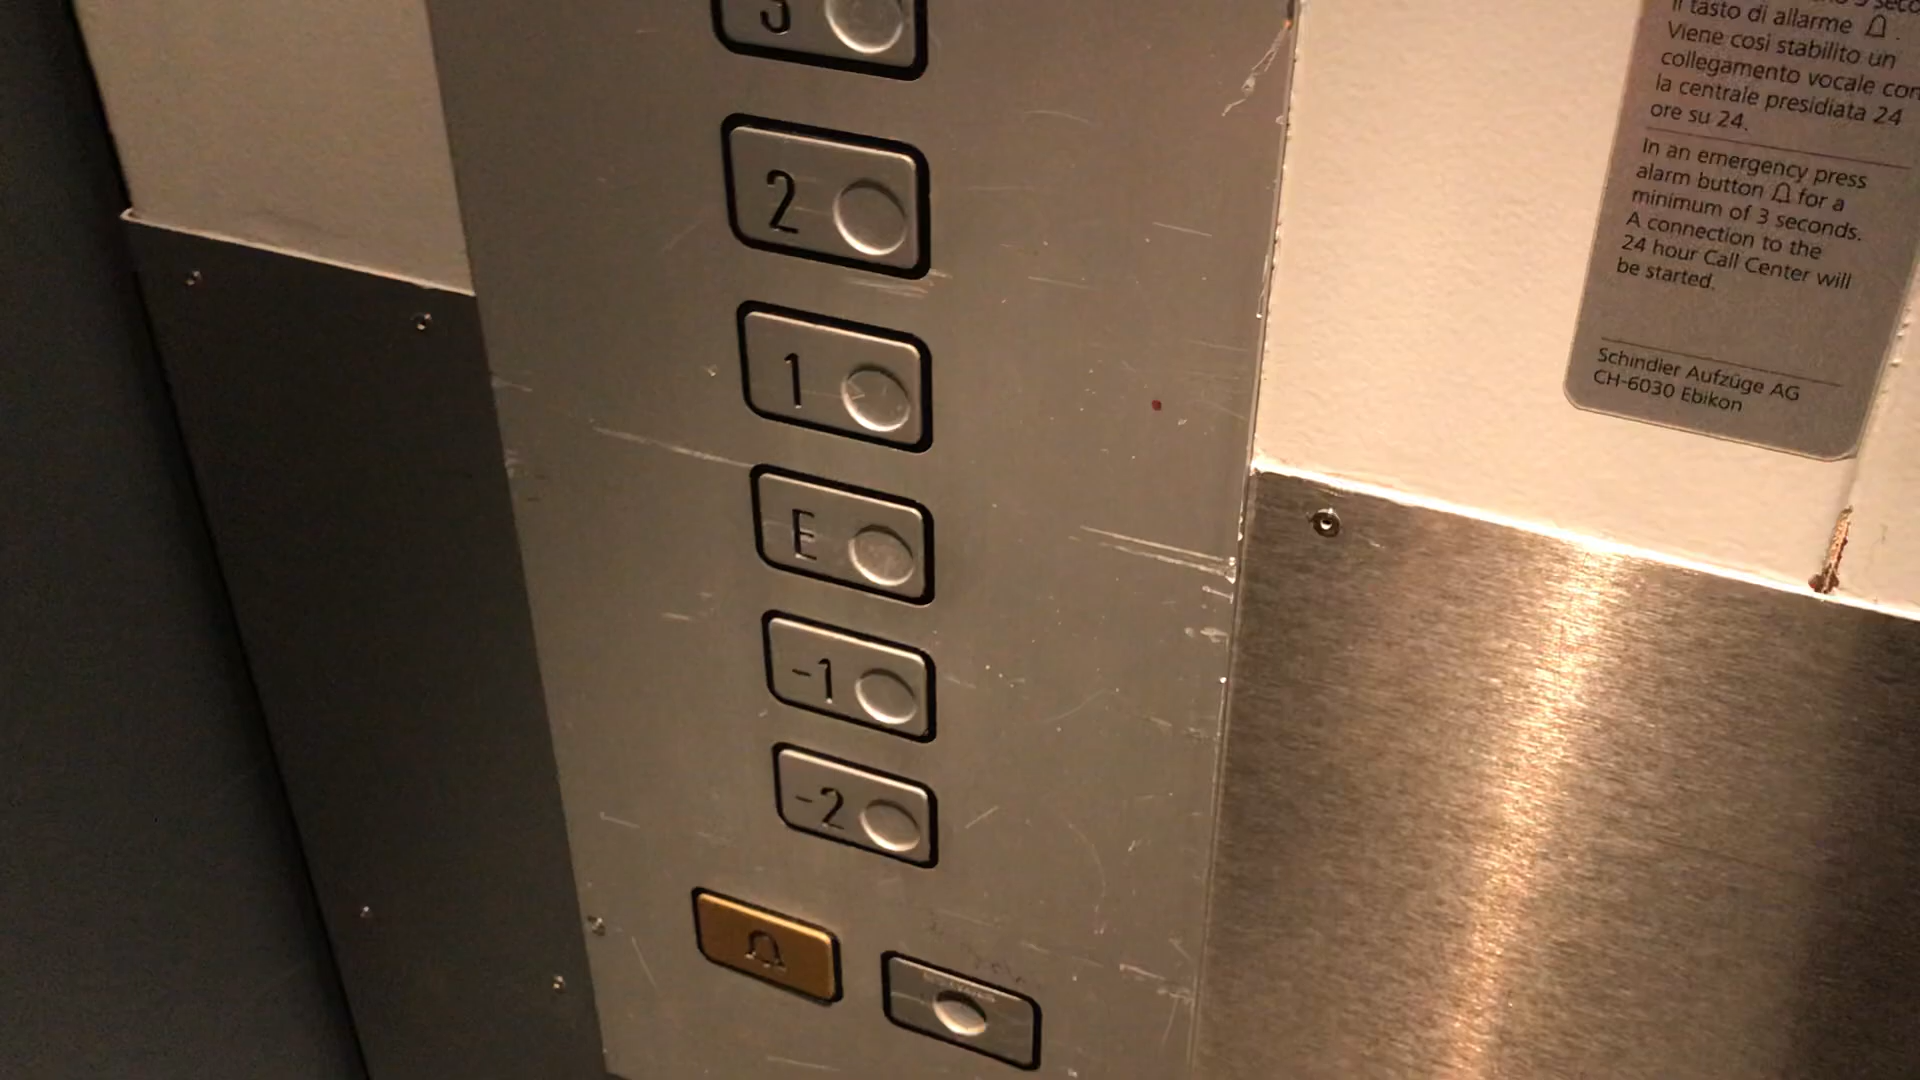 3
2
1
E
-1
-2
il tasto di allarme
Viene così stabilito un
collegamento vocale con
la centrale presidiata 24
ore su 24.
In an emergency press
alarm button for a
minimum of 3 seconds.
A connection to the
24 hour Call Center will
be started.
Schindler Aufzüge AG
CH-6030 Ebikon